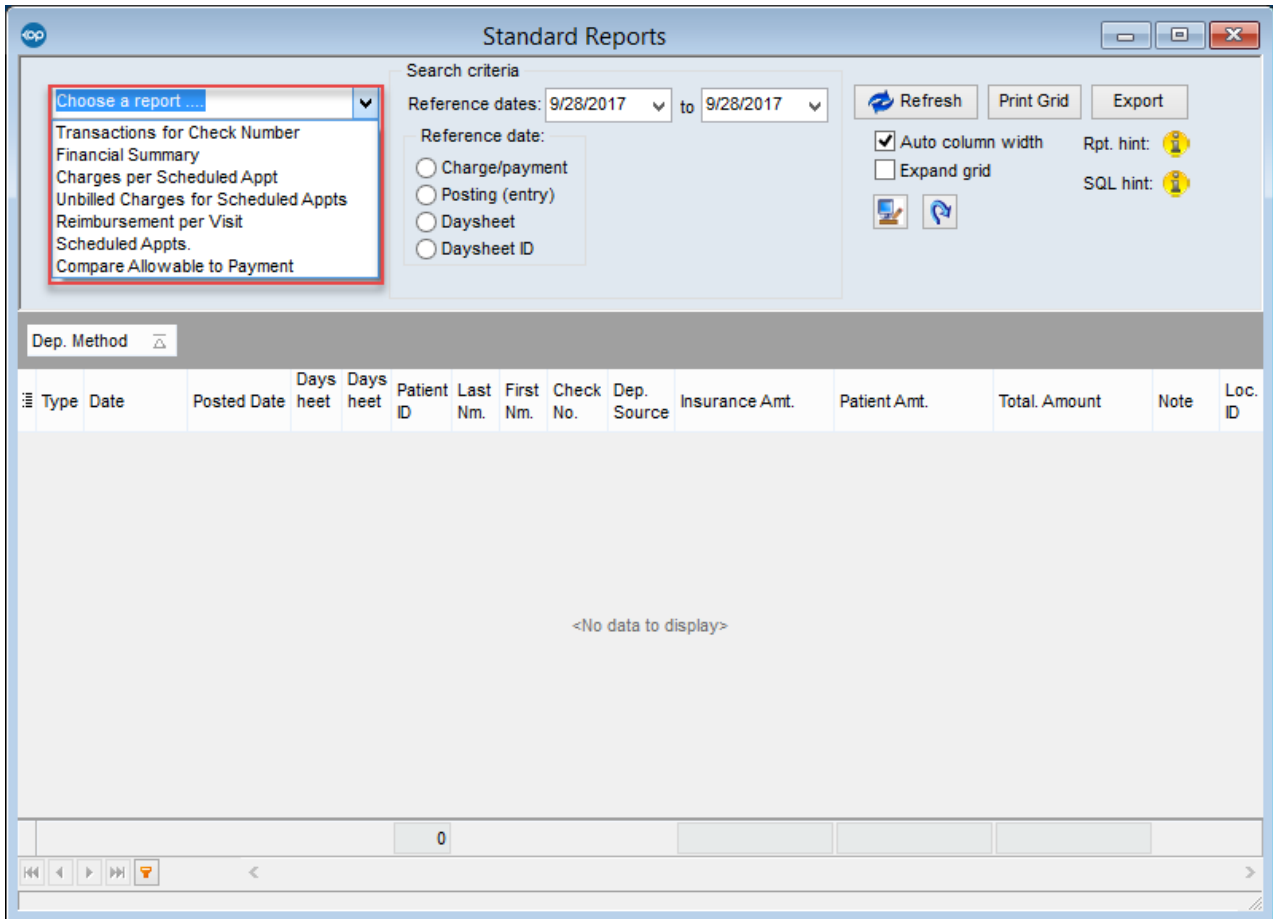 op
Standard Reports
Choose a report ....
Transactions for Check Number
Financial Summary
Charges per Scheduled Appt
Unbilled Charges for Scheduled Appts
Reimbursement per Visit
Scheduled Appts.
Compare Allowable to Payment
Search criteria
Reference dates: 9/28/2017 to 9/28/2017
Reference date:
Charge/payment
Posting (entry)
Daysheet
Daysheet ID
Refresh Print Grid Export
Auto column width Rpt. hint:
Expand grid
SQL hint:
Dep. Method
Type Date Posted Date Days heet Days heet Patient ID Last Nm. First Nm. Check No. Dep. Source Insurance Amt. Patient Amt. Total. Amount Note Loc. ID
<No data to display>
0